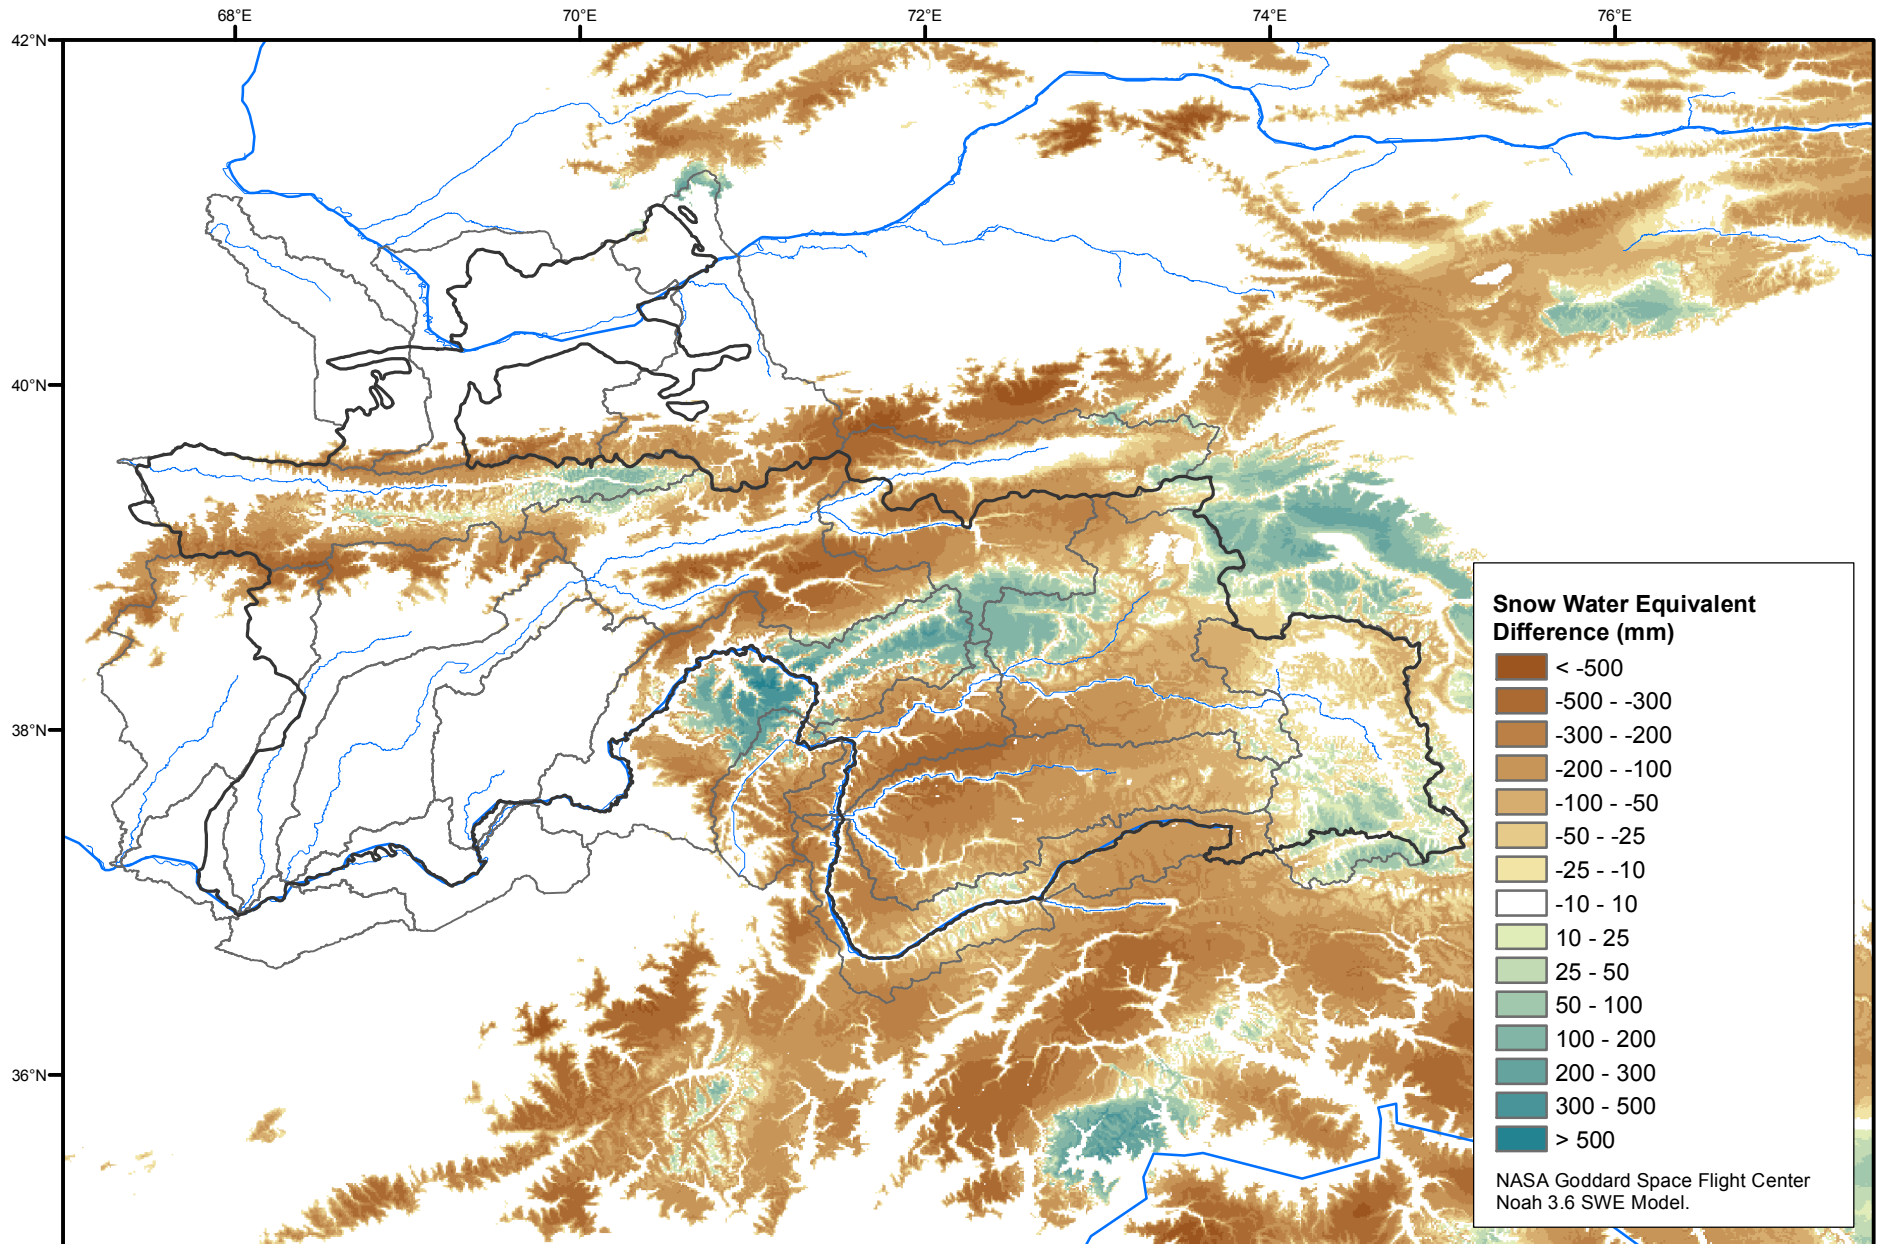 68°E
70°E
72°E
74°E
76°E
42°N
40°N
38°N
36°N
Snow Water Equivalent
Difference (mm)
< -500
-500 - -300
-300 - -200
-200 - -100
-100 - -50
-50 - -25
-25 - -10
-10 - 10
10 - 25
25 - 50
50 - 100
100 - 200
200 - 300
300 - 500
> 500
NASA Goddard Space Flight Center
Noah 3.6 SWE Model.